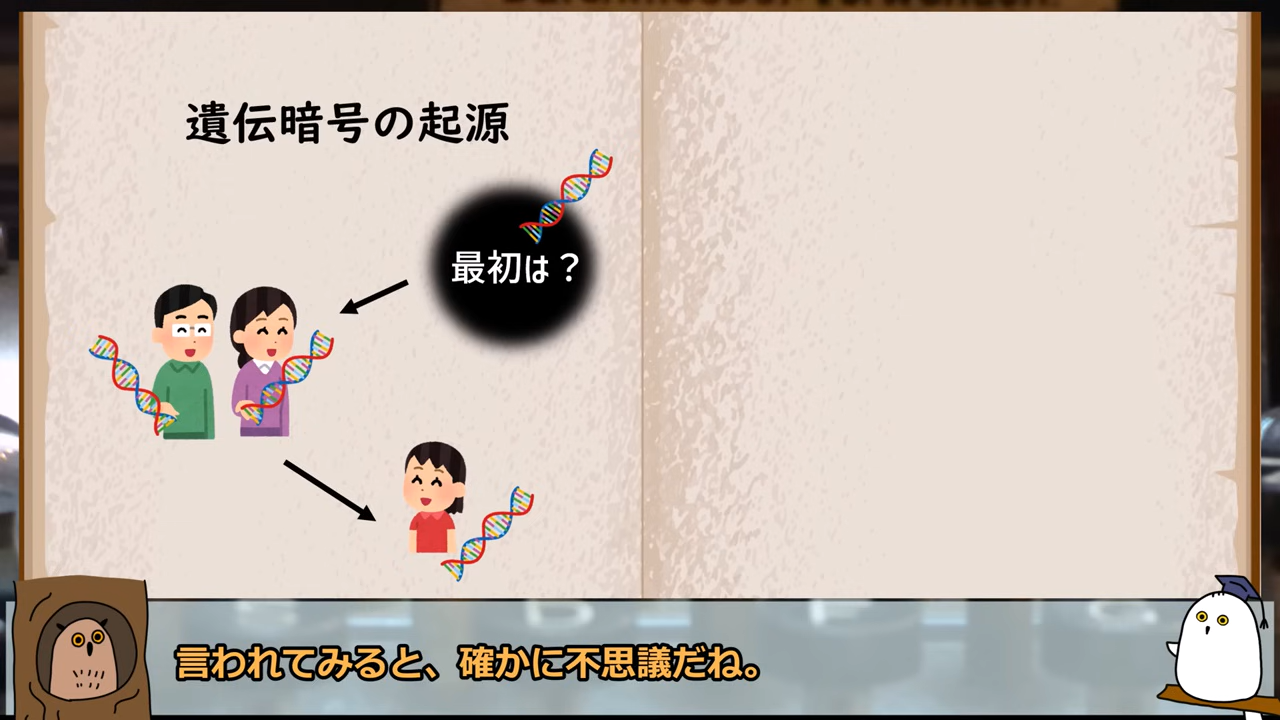 遺伝暗号の起源
最初は？
言われてみると、確かに不思議だね。